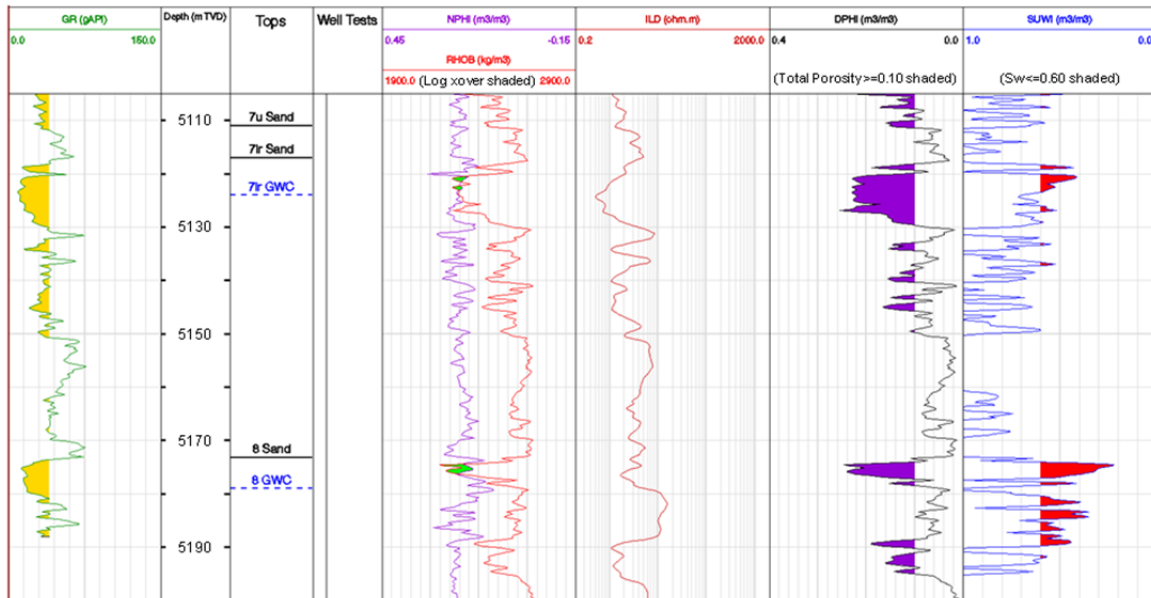 GR (gAPI)
0.0 150.0
Depth (m TVD)
Tops
Well Tests
NPHI (m3/m3)
0.45 -0.15
RHOB (kg/m3)
1900.0 (Log xover shaded) 2900.0
ILD (ohm.m)
0.2 2000.0
DPHI (m3/m3)
0.4 0.0
(Total Porosity>=0.10 shaded)
SUWI (m3/m3)
1.0 0.0
(Sw<=0.60 shaded)
7u Sand
5110
7lr Sand
7lr GWC
5130
5150
8 Sand
5170
8 GWC
5190